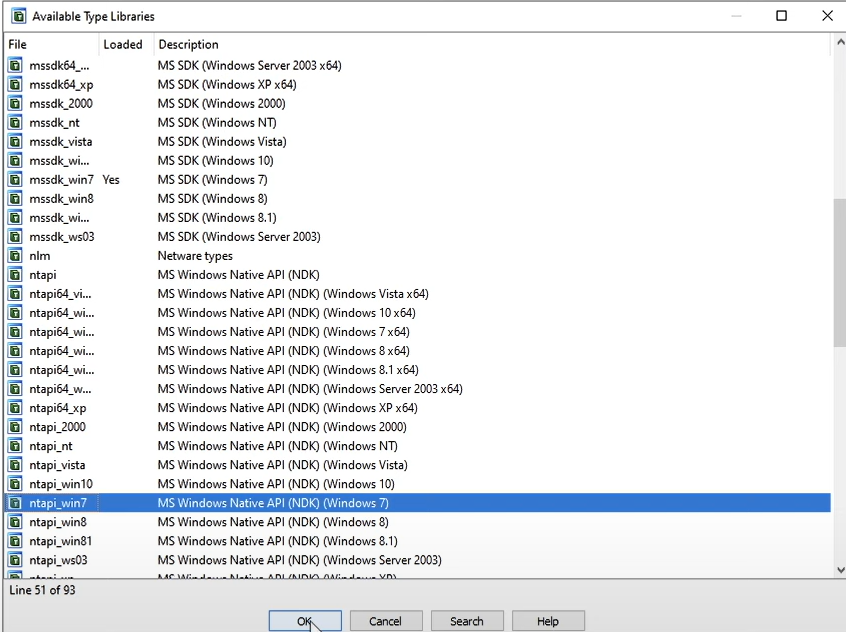 Available Type Libraries
File Loaded Description
mssdk64_... MS SDK (Windows Server 2003 x64)
mssdk64_xp MS SDK (Windows XP x64)
mssdk_2000 MS SDK (Windows 2000)
mssdk_nt MS SDK (Windows NT)
mssdk_vista MS SDK (Windows Vista)
mssdk_wi... MS SDK (Windows 10)
mssdk_win7 Yes MS SDK (Windows 7)
mssdk_win8 MS SDK (Windows 8)
mssdk_wi... MS SDK (Windows 8.1)
mssdk_ws03 MS SDK (Windows Server 2003)
nlm Netware types
ntapi MS Windows Native API (NDK)
ntapi64_vi... MS Windows Native API (NDK) (Windows Vista x64)
ntapi64_wi... MS Windows Native API (NDK) (Windows 10 x64)
ntapi64_wi... MS Windows Native API (NDK) (Windows 7 x64)
ntapi64_wi... MS Windows Native API (NDK) (Windows 8 x64)
ntapi64_wi... MS Windows Native API (NDK) (Windows 8.1 x64)
ntapi64_w... MS Windows Native API (NDK) (Windows Server 2003 x64)
ntapi64_xp MS Windows Native API (NDK) (Windows XP x64)
ntapi_2000 MS Windows Native API (NDK) (Windows 2000)
ntapi_nt MS Windows Native API (NDK) (Windows NT)
ntapi_vista MS Windows Native API (NDK) (Windows Vista)
ntapi_win10 MS Windows Native API (NDK) (Windows 10)
ntapi_win7 MS Windows Native API (NDK) (Windows 7)
ntapi_win8 MS Windows Native API (NDK) (Windows 8)
ntapi_win81 MS Windows Native API (NDK) (Windows 8.1)
ntapi_ws03 MS Windows Native API (NDK) (Windows Server 2003)
ntapi_xp MS Windows Native API (NDK) (Windows XP)
Line 51 of 93
OK Cancel Search Help